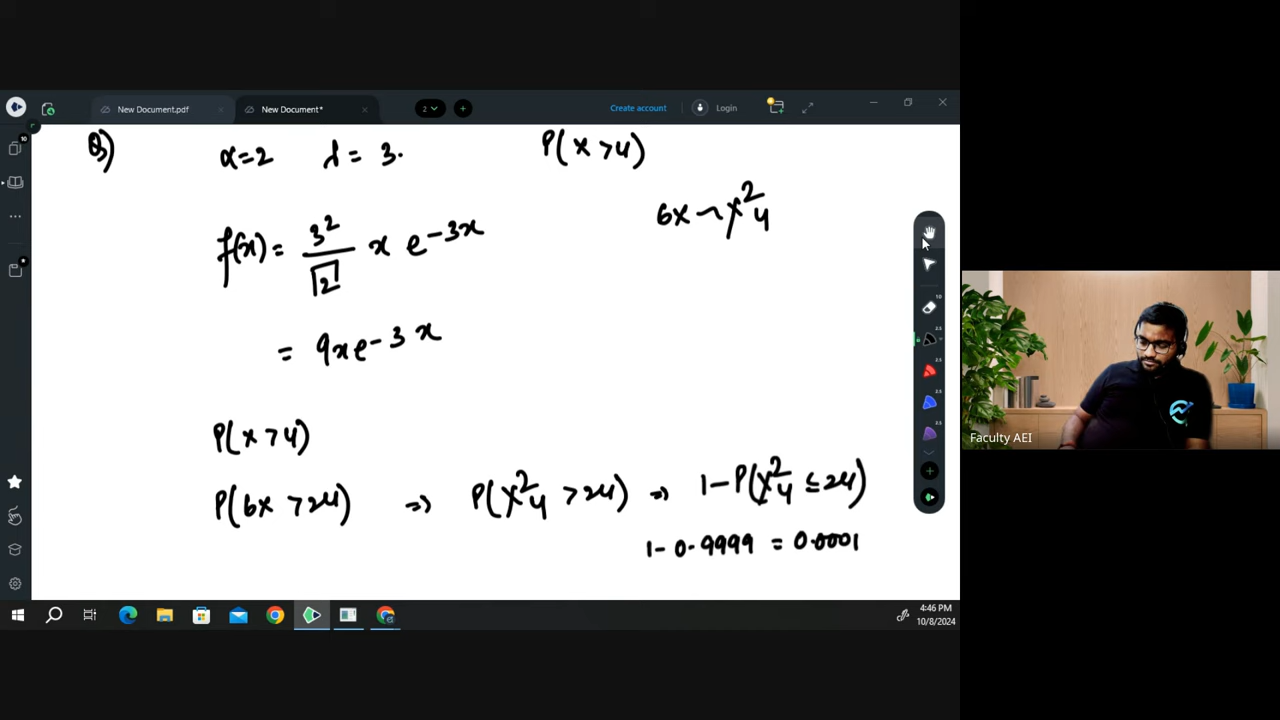 New Document.pdf
New Document*
2
Create account
Login
Q) α=2 λ = 3. P(x>4)
6x ~ χ²4
f(x) = 3²/Γ2 x e^-3x
= 9xe^-3x
P(x>4)
P(6x >24) => P(χ²4 >24) => 1-P(χ²4 ≤24)
1-0.9999 = 0.0001
Faculty AEI
4:46 PM
10/8/2024